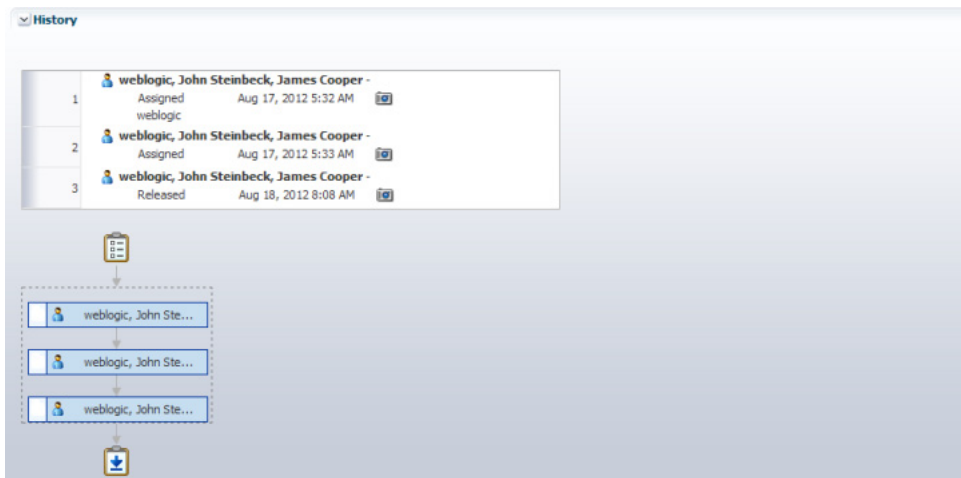 History
weblogic, John Steinbeck, James Cooper -
1 Assigned Aug 17, 2012 5:32 AM
weblogic
weblogic, John Steinbeck, James Cooper -
2 Assigned Aug 17, 2012 5:33 AM
weblogic, John Steinbeck, James Cooper -
3 Released Aug 18, 2012 8:08 AM
weblogic, John Ste...
weblogic, John Ste...
weblogic, John Ste...